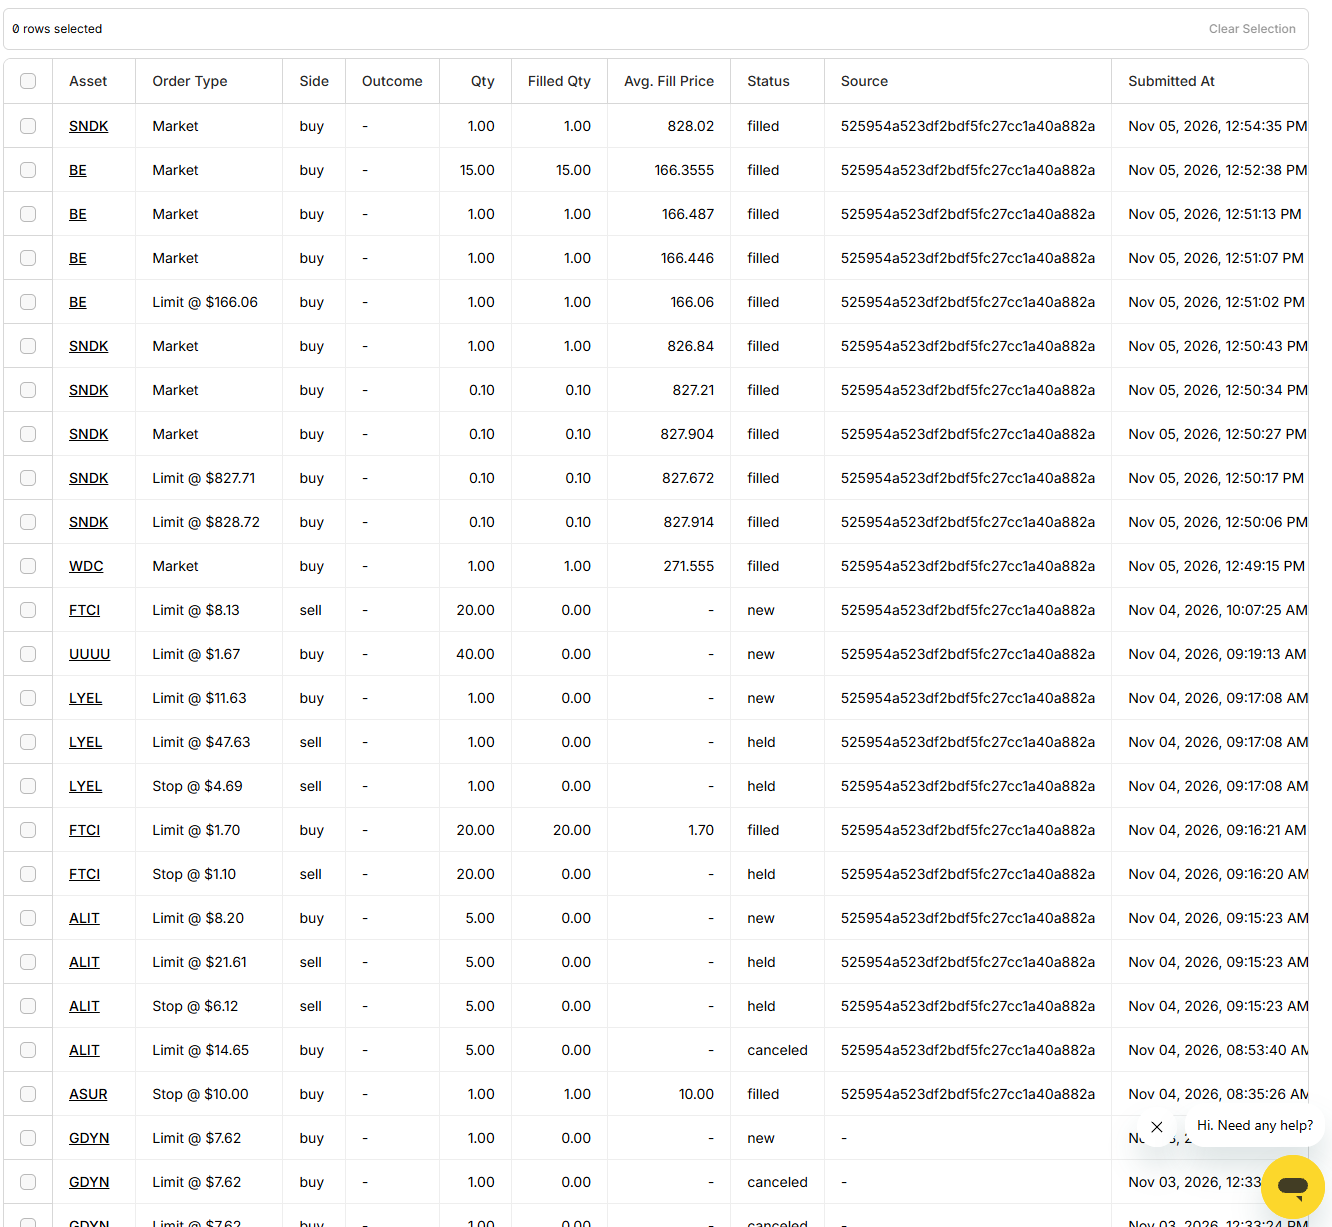 0 rows selected Clear Selection
Asset Order Type Side Outcome Qty Filled Qty Avg. Fill Price Status Source Submitted At
SNDK Market buy - 1.00 1.00 828.02 filled 525954a523df2bdf5fc27cc1a40a882a Nov 05, 2026, 12:54:35 PM
BE Market buy - 15.00 15.00 166.3555 filled 525954a523df2bdf5fc27cc1a40a882a Nov 05, 2026, 12:52:38 PM
BE Market buy - 1.00 1.00 166.487 filled 525954a523df2bdf5fc27cc1a40a882a Nov 05, 2026, 12:51:13 PM
BE Market buy - 1.00 1.00 166.446 filled 525954a523df2bdf5fc27cc1a40a882a Nov 05, 2026, 12:51:07 PM
BE Limit @ $166.06 buy - 1.00 1.00 166.06 filled 525954a523df2bdf5fc27cc1a40a882a Nov 05, 2026, 12:51:02 PM
SNDK Market buy - 1.00 1.00 826.84 filled 525954a523df2bdf5fc27cc1a40a882a Nov 05, 2026, 12:50:43 PM
SNDK Market buy - 0.10 0.10 827.21 filled 525954a523df2bdf5fc27cc1a40a882a Nov 05, 2026, 12:50:34 PM
SNDK Market buy - 0.10 0.10 827.904 filled 525954a523df2bdf5fc27cc1a40a882a Nov 05, 2026, 12:50:27 PM
SNDK Limit @ $827.71 buy - 0.10 0.10 827.672 filled 525954a523df2bdf5fc27cc1a40a882a Nov 05, 2026, 12:50:17 PM
SNDK Limit @ $828.72 buy - 0.10 0.10 827.914 filled 525954a523df2bdf5fc27cc1a40a882a Nov 05, 2026, 12:50:06 PM
WDC Market buy - 1.00 1.00 271.555 filled 525954a523df2bdf5fc27cc1a40a882a Nov 05, 2026, 12:49:15 PM
FTCI Limit @ $8.13 sell - 20.00 0.00 - new 525954a523df2bdf5fc27cc1a40a882a Nov 04, 2026, 10:07:25 AM
UUUU Limit @ $1.67 buy - 40.00 0.00 - new 525954a523df2bdf5fc27cc1a40a882a Nov 04, 2026, 09:19:13 AM
LYEL Limit @ $11.63 buy - 1.00 0.00 - new 525954a523df2bdf5fc27cc1a40a882a Nov 04, 2026, 09:17:08 AM
LYEL Limit @ $47.63 sell - 1.00 0.00 - held 525954a523df2bdf5fc27cc1a40a882a Nov 04, 2026, 09:17:08 AM
LYEL Stop @ $4.69 sell - 1.00 0.00 - held 525954a523df2bdf5fc27cc1a40a882a Nov 04, 2026, 09:17:08 AM
FTCI Limit @ $1.70 buy - 20.00 20.00 1.70 filled 525954a523df2bdf5fc27cc1a40a882a Nov 04, 2026, 09:16:21 AM
FTCI Stop @ $1.10 sell - 20.00 0.00 - held 525954a523df2bdf5fc27cc1a40a882a Nov 04, 2026, 09:16:20 AM
ALIT Limit @ $8.20 buy - 5.00 0.00 - new 525954a523df2bdf5fc27cc1a40a882a Nov 04, 2026, 09:15:23 AM
ALIT Limit @ $21.61 sell - 5.00 0.00 - held 525954a523df2bdf5fc27cc1a40a882a Nov 04, 2026, 09:15:23 AM
ALIT Stop @ $6.12 sell - 5.00 0.00 - held 525954a523df2bdf5fc27cc1a40a882a Nov 04, 2026, 09:15:23 AM
ALIT Limit @ $14.65 buy - 5.00 0.00 - canceled 525954a523df2bdf5fc27cc1a40a882a Nov 04, 2026, 08:53:40 AM
ASUR Stop @ $10.00 buy - 1.00 1.00 10.00 filled 525954a523df2bdf5fc27cc1a40a882a Nov 04, 2026, 08:35:26 AM
Hi. Need any help?
GDYN Limit @ $7.62 buy - 1.00 0.00 - new -
GDYN Limit @ $7.62 buy - 1.00 0.00 - canceled - Nov 03, 2026, 12:33
GDYN Limit @ $7.62 buy - 1.00 0.00 - canceled - Nov 03, 2026, 12:33:24 PM